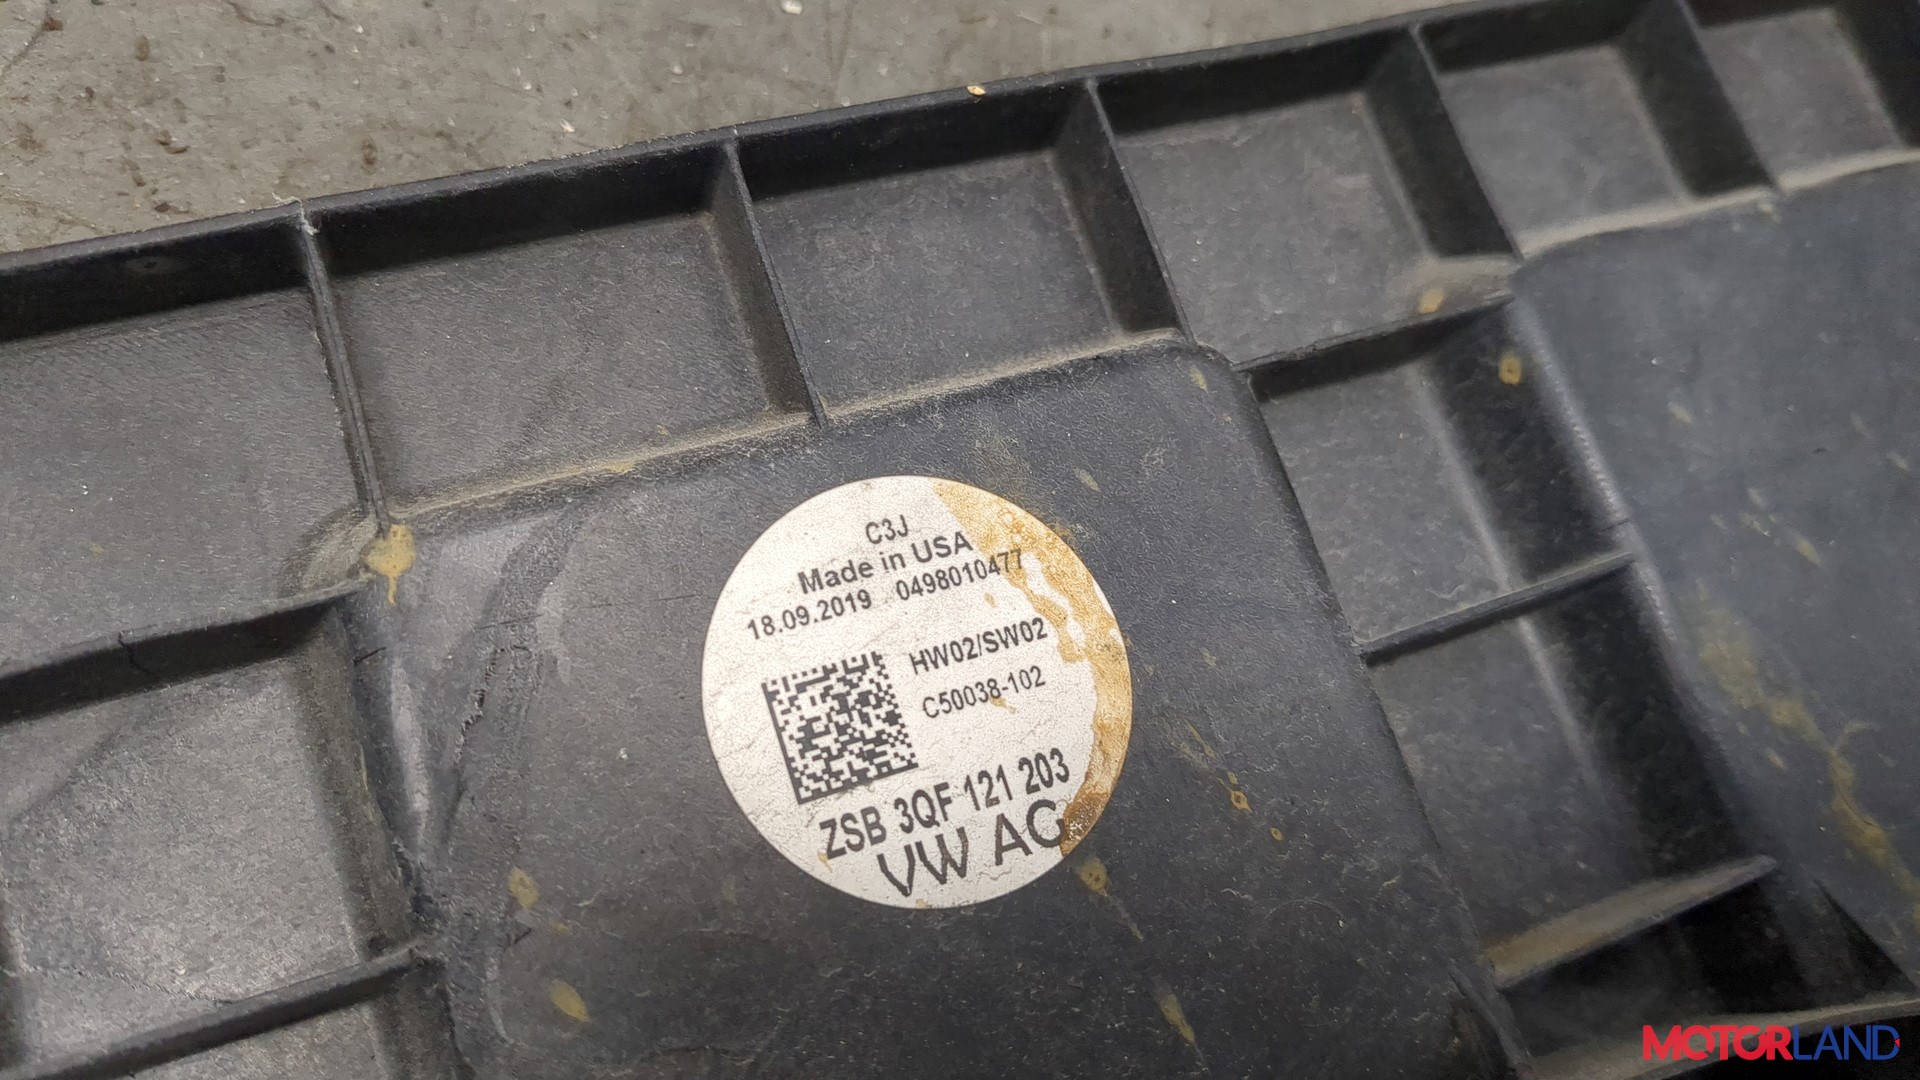 C3J
Made in USA
18.09.2019 0498010477
HW02/SW02
C50038-102
ZSB 3QF 121 203
VW AG
MOTORLAND